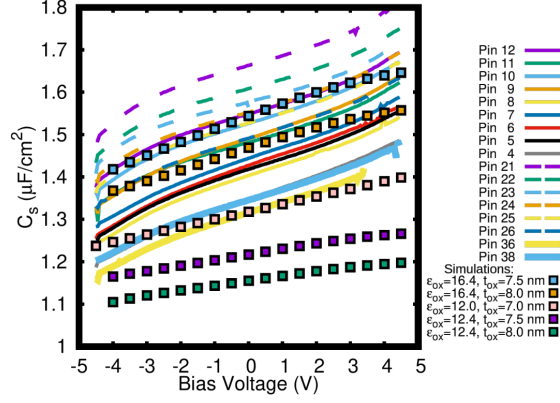 1.8
1.7
1.6
1.5
1.4
1.3
1.2
1.1
1
C_s (μF/cm²)
-5 -4 -3 -2 -1 0 1 2 3 4 5
Bias Voltage (V)
Pin 12
Pin 11
Pin 10
Pin 9
Pin 8
Pin 7
Pin 6
Pin 5
Pin 4
Pin 21
Pin 22
Pin 23
Pin 24
Pin 25
Pin 26
Pin 36
Pin 38
Simulations:
ε_ox=16.4, t_ox=7.5 nm
ε_ox=16.4, t_ox=8.0 nm
ε_ox=12.0, t_ox=7.0 nm
ε_ox=12.4, t_ox=7.5 nm
ε_ox=12.4, t_ox=8.0 nm